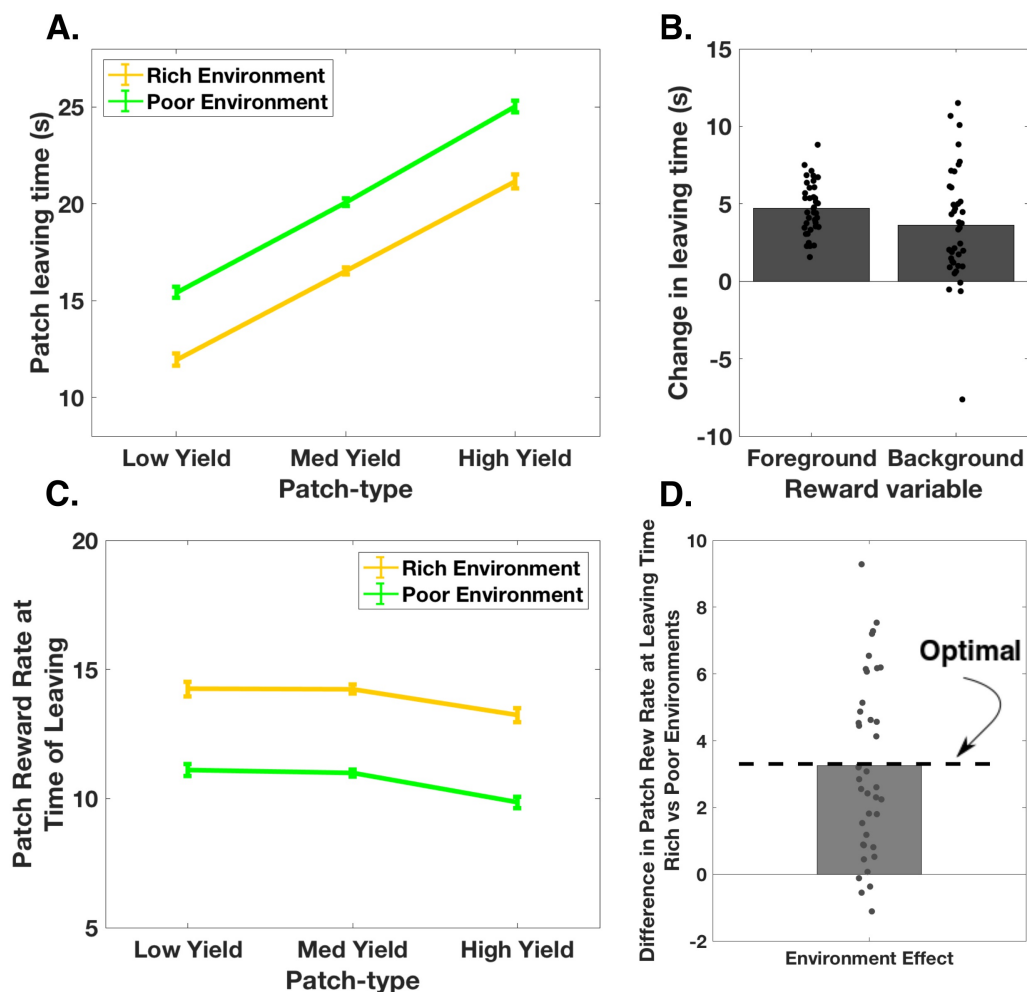 A.
Patch leaving time (s)
25
20
15
10
Rich Environment
Poor Environment
Low Yield Med Yield High Yield
Patch-type
B.
Change in leaving time (s)
15
10
5
0
-5
-10
Foreground Background
Reward variable
C.
Patch Reward Rate at
Time of Leaving
20
15
10
5
Rich Environment
Poor Environment
Low Yield Med Yield High Yield
Patch-type
D.
Difference in Patch Rew Rate at Leaving Time
Rich vs Poor Environments
10
8
6
4
2
0
-2
Optimal
Environment Effect